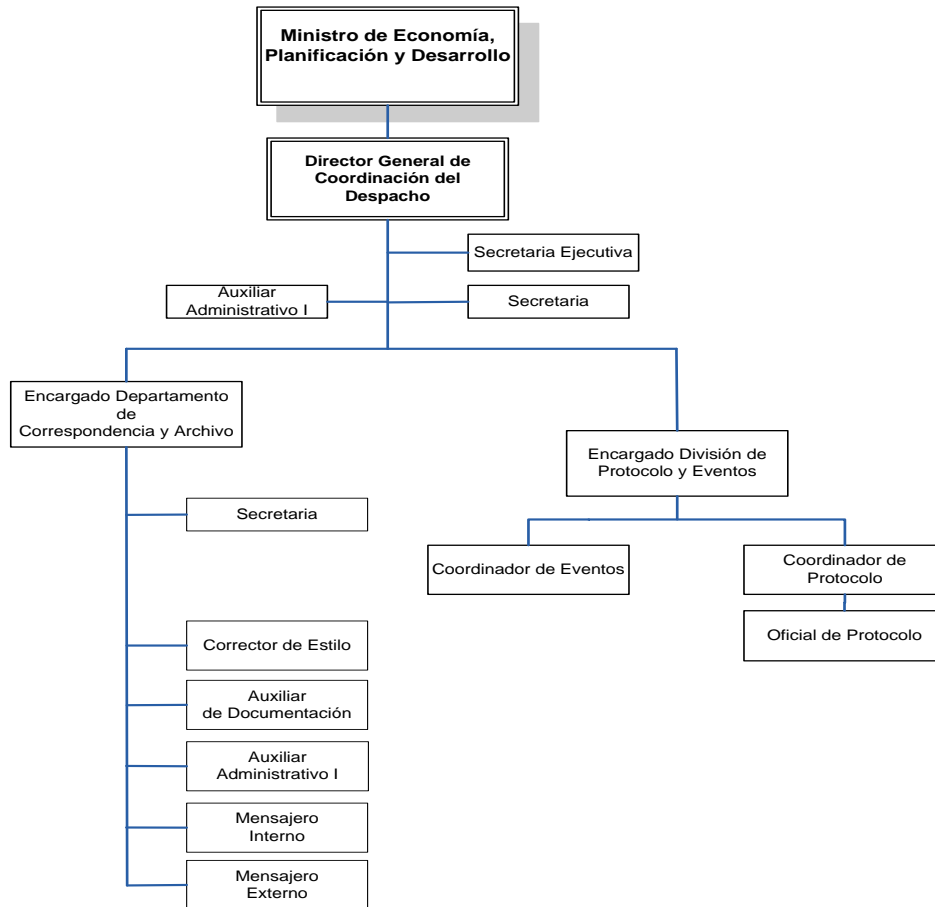 Ministro de Economía,
Planificación y Desarrollo
Director General de
Coordinación del
Despacho
Secretaria Ejecutiva
Auxiliar
Administrativo I
Secretaria
Encargado Departamento
de
Correspondencia y Archivo
Encargado División de
Protocolo y Eventos
Secretaria
Coordinador de Eventos
Coordinador de
Protocolo
Oficial de Protocolo
Corrector de Estilo
Auxiliar
de Documentación
Auxiliar
Administrativo I
Mensajero
Interno
Mensajero
Externo